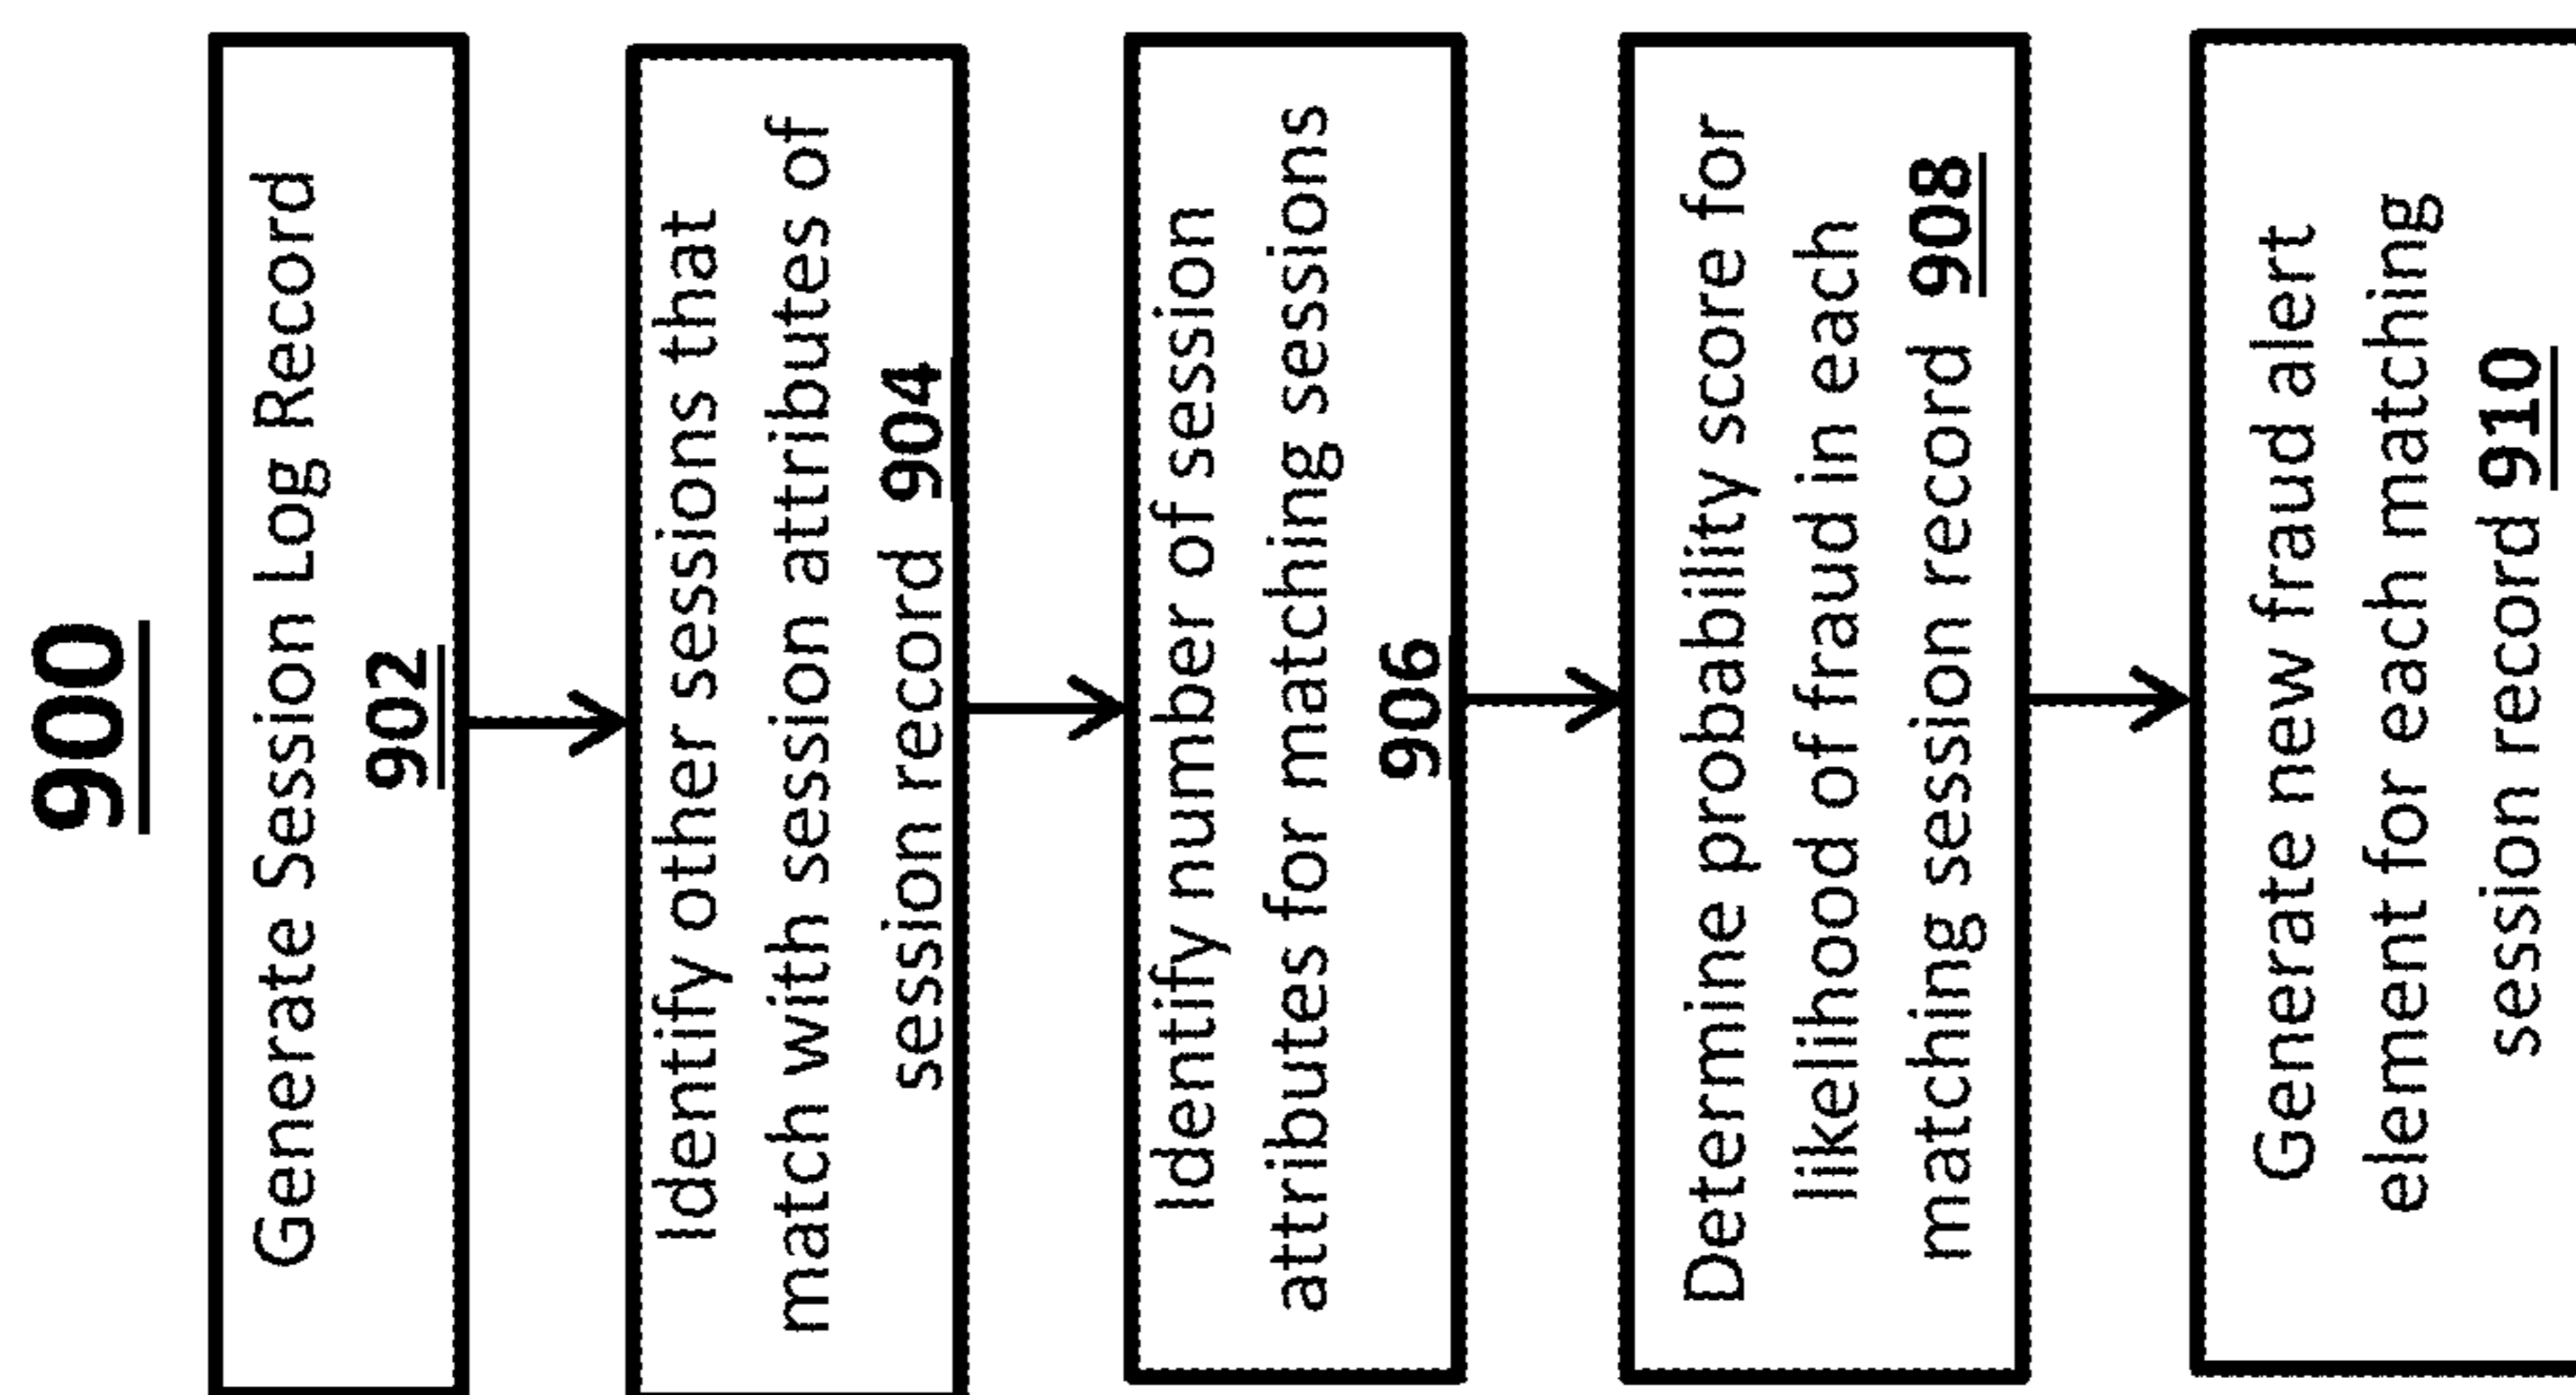 900
Generate Session Log Record
902
Identify other sessions that
match with session attributes of
session record 904
Identify number of session
attributes for matching sessions
906
Determine probability score for
likelihood of fraud in each
matching session record 908
Generate new fraud alert
element for each matching
session record 910